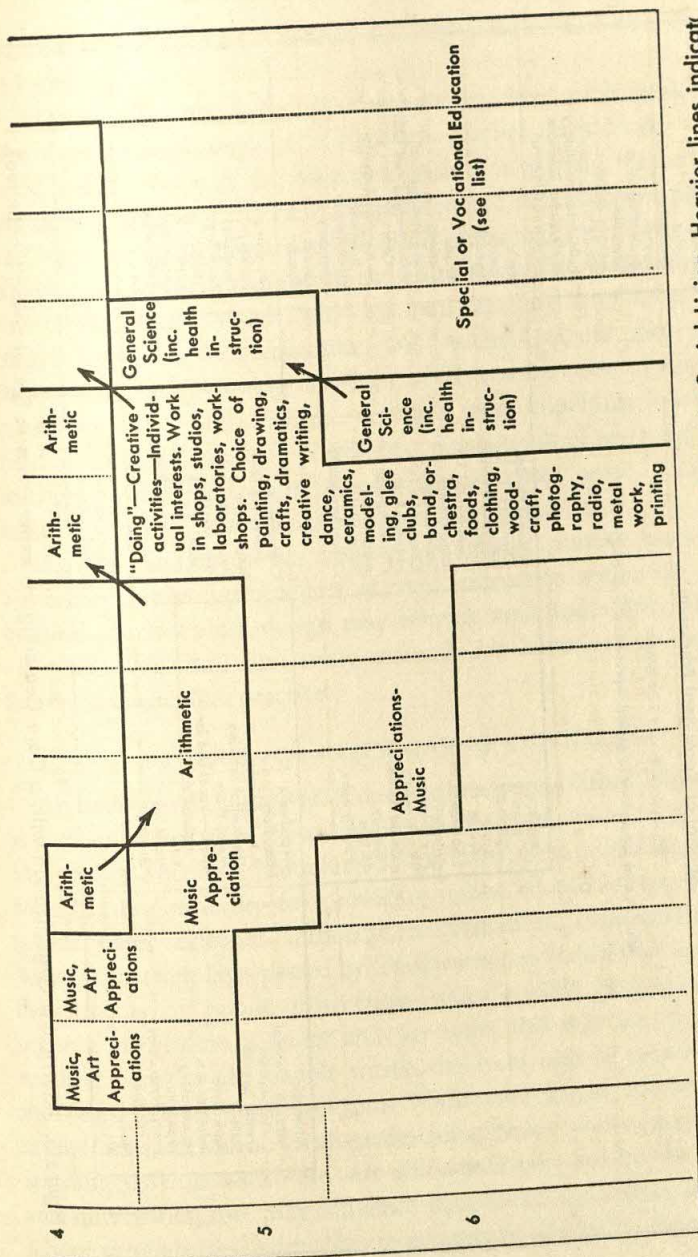 4
Music,
Art
Appreci-
ations
Music,
Art
Appreci-
ations
Arith-
metic
Arith-
metic
Arith-
metic
5
Music Appre-
ciation
Arithmetic
"Doing"—Creative
activities—Individ-
ual interests. Work
in shops, studios,
laboratories, work-
shops. Choice of
painting, drawing,
crafts, dramatics,
creative writing,
dance,
ceramics,
model-
ing, glee
clubs,
band, or-
chestra,
foods,
clothing,
wood-
craft,
photog-
raphy,
radio,
metal
work,
printing
General
Science
(inc.
health
in-
struc-
tion)
6
Appreciations-
Music
General
Sci-
ence
(inc.
health
in-
struc-
tion)
Special or Vocational Education
(see list)
Heavier lines